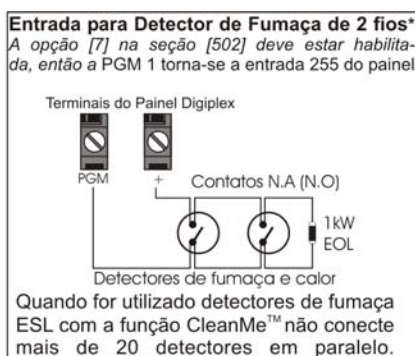 Entrada para Detector de Fumaça de 2 fios*
A opção [7] na seção [502] deve estar habilita-
da, então a PGM 1 torna-se a entrada 255 do painel
Terminais do Painel Digiplex
PGM
+
Contatos N.A (N.O)
1kW
EOL
Detectores de fumaça e calor
Quando for utilizado detectores de fumaça
ESL com a função CleanMe™ não conecte
mais de 20 detectores em paralelo.